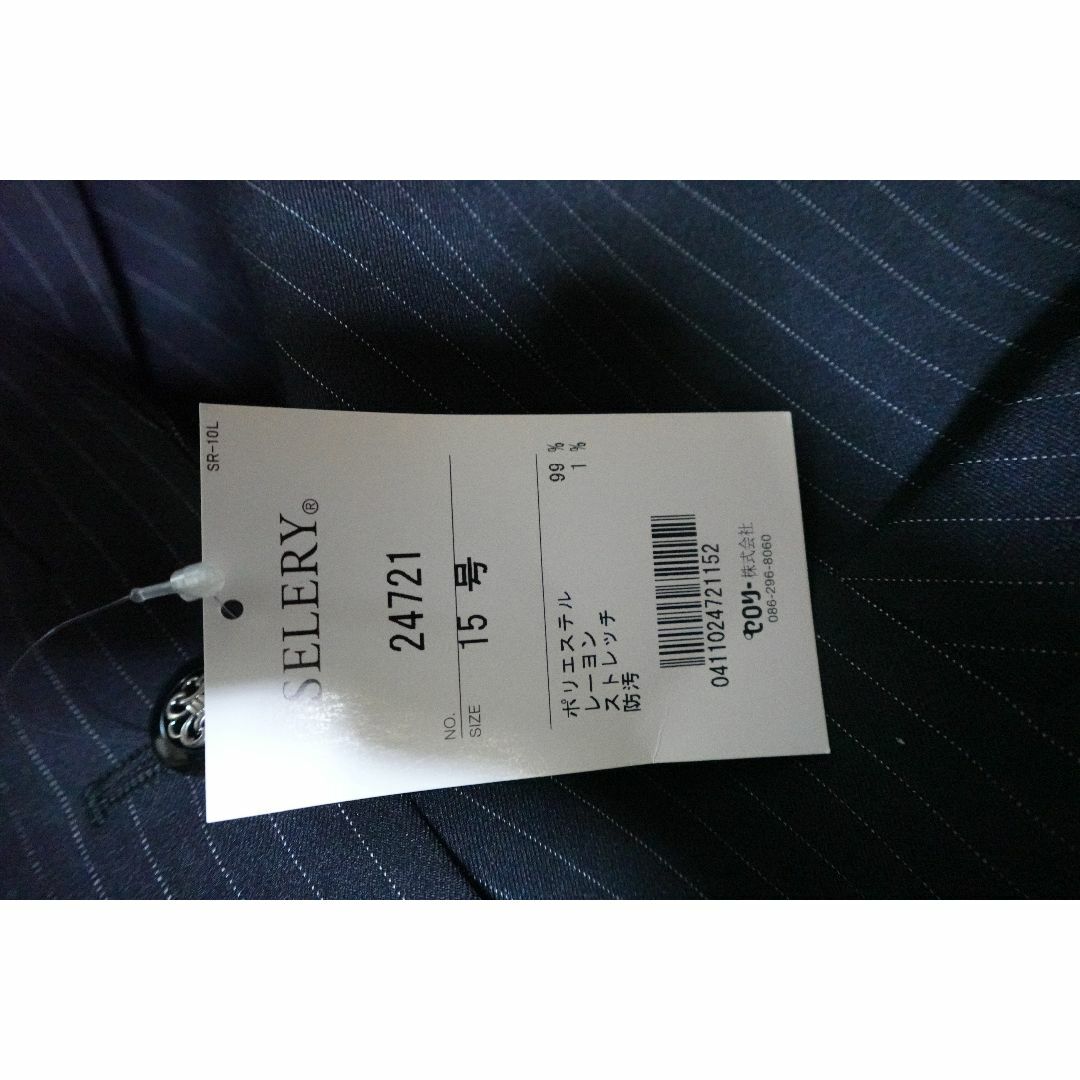 SR-10L
SELERY®
NO. 24721
SIZE 15 号
ポリエステル 99 %
レーヨン 1 %
ストレッチ
防汚
0411024721152
セロリー株式会社
086-296-8060